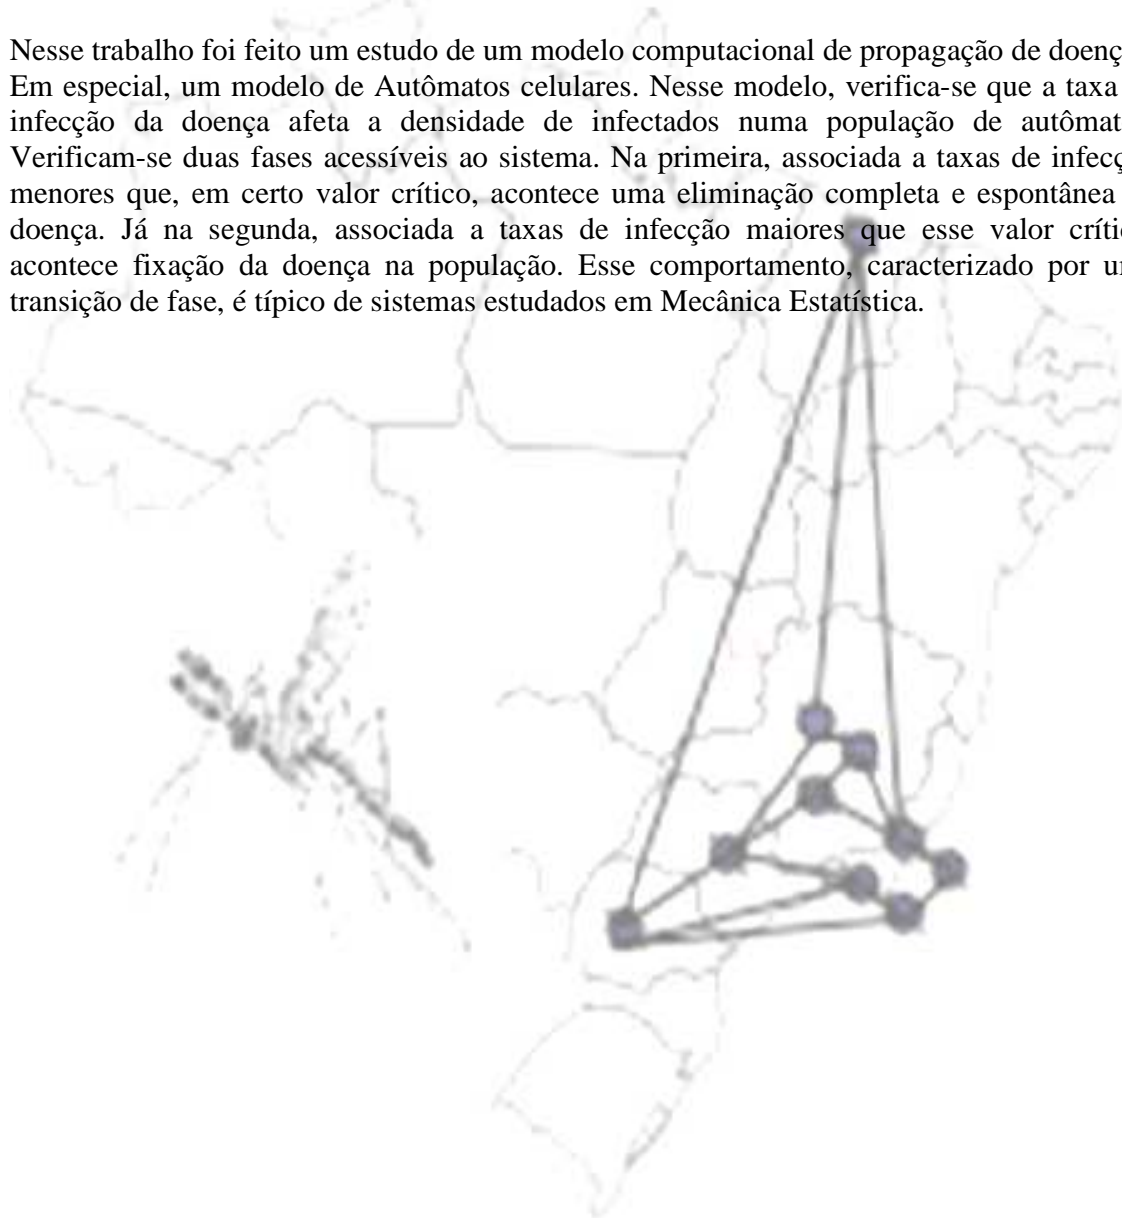 Nesse trabalho foi feito um estudo de um modelo computacional de propagação de doenç
Em especial, um modelo de Autômatos celulares. Nesse modelo, verifica-se que a taxa
infecção da doença afeta a densidade de infectados numa população de autômat
Verificam-se duas fases acessíveis ao sistema. Na primeira, associada a taxas de infecç
menores que, em certo valor crítico, acontece uma eliminação completa e espontânea
doença. Já na segunda, associada a taxas de infecção maiores que esse valor críti
acontece fixação da doença na população. Esse comportamento, caracterizado por u
transição de fase, é típico de sistemas estudados em Mecânica Estatística.